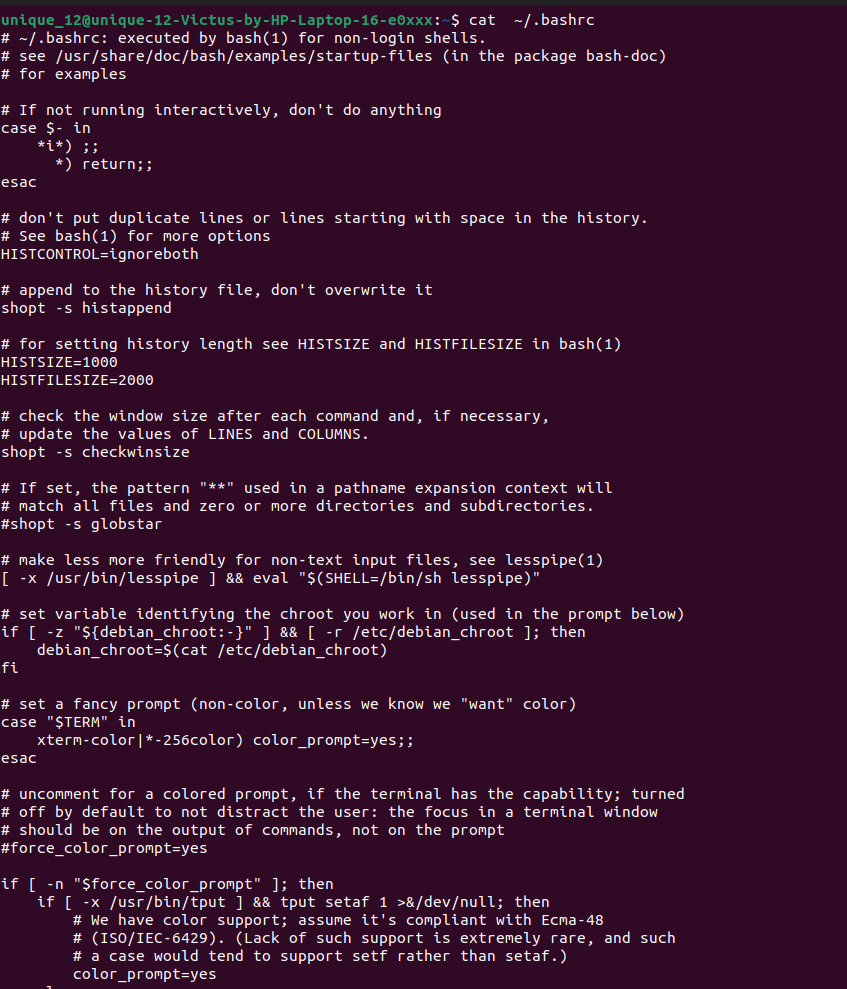 unique_12@unique-12-Victus-by-HP-Laptop-16-e0xxx:~$ cat  ~/.bashrc
# ~/.bashrc: executed by bash(1) for non-login shells.
# see /usr/share/doc/bash/examples/startup-files (in the package bash-doc)
# for examples

# If not running interactively, don't do anything
case $- in
    *i*) ;;
      *) return;;
esac

# don't put duplicate lines or lines starting with space in the history.
# See bash(1) for more options
HISTCONTROL=ignoreboth

# append to the history file, don't overwrite it
shopt -s histappend

# for setting history length see HISTSIZE and HISTFILESIZE in bash(1)
HISTSIZE=1000
HISTFILESIZE=2000

# check the window size after each command and, if necessary,
# update the values of LINES and COLUMNS.
shopt -s checkwinsize

# If set, the pattern "**" used in a pathname expansion context will
# match all files and zero or more directories and subdirectories.
#shopt -s globstar

# make less more friendly for non-text input files, see lesspipe(1)
[ -x /usr/bin/lesspipe ] && eval "$(SHELL=/bin/sh lesspipe)"

# set variable identifying the chroot you work in (used in the prompt below)
if [ -z "${debian_chroot:-}" ] && [ -r /etc/debian_chroot ]; then
    debian_chroot=$(cat /etc/debian_chroot)
fi

# set a fancy prompt (non-color, unless we know we "want" color)
case "$TERM" in
    xterm-color|*-256color) color_prompt=yes;;
esac

# uncomment for a colored prompt, if the terminal has the capability; turned
# off by default to not distract the user: the focus in a terminal window
# should be on the output of commands, not on the prompt
#force_color_prompt=yes

if [ -n "$force_color_prompt" ]; then
    if [ -x /usr/bin/tput ] && tput setaf 1 >&/dev/null; then
        # We have color support; assume it's compliant with Ecma-48
        # (ISO/IEC-6429). (Lack of such support is extremely rare, and such
        # a case would tend to support setf rather than setaf.)
        color_prompt=yes